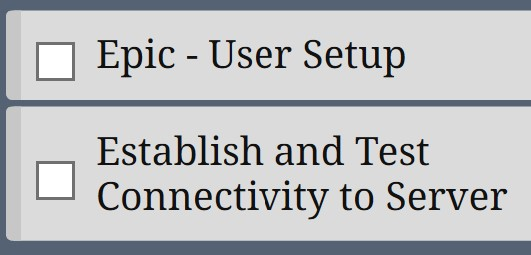 Epic - User Setup
Establish and Test
Connectivity to Server